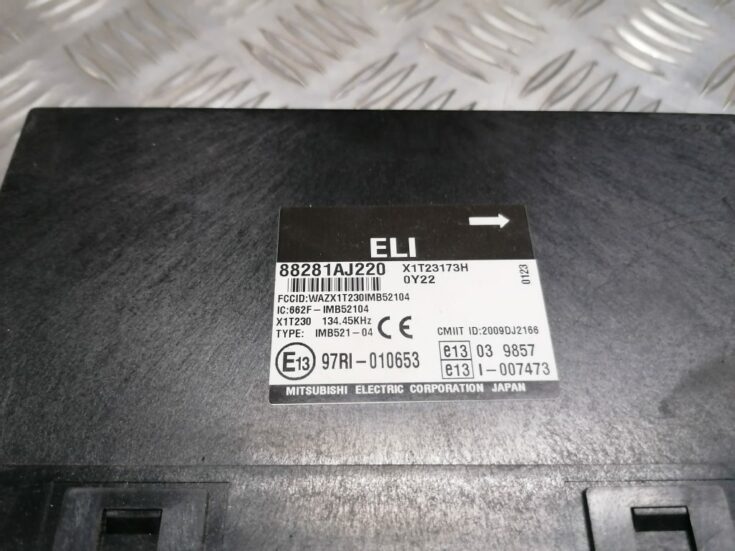 ELI
88281AJ220 X1T23173H
0Y22
0123
FCCID:WAZX1T230IMB52104
IC:662F-IMB52104
X1T230 134.45KHz
TYPE: IMB521-04 CE CMIIT ID:2009DJ2166
E13 97RI-010653 e13 03 9857
e13 I-007473
MITSUBISHI ELECTRIC CORPORATION JAPAN